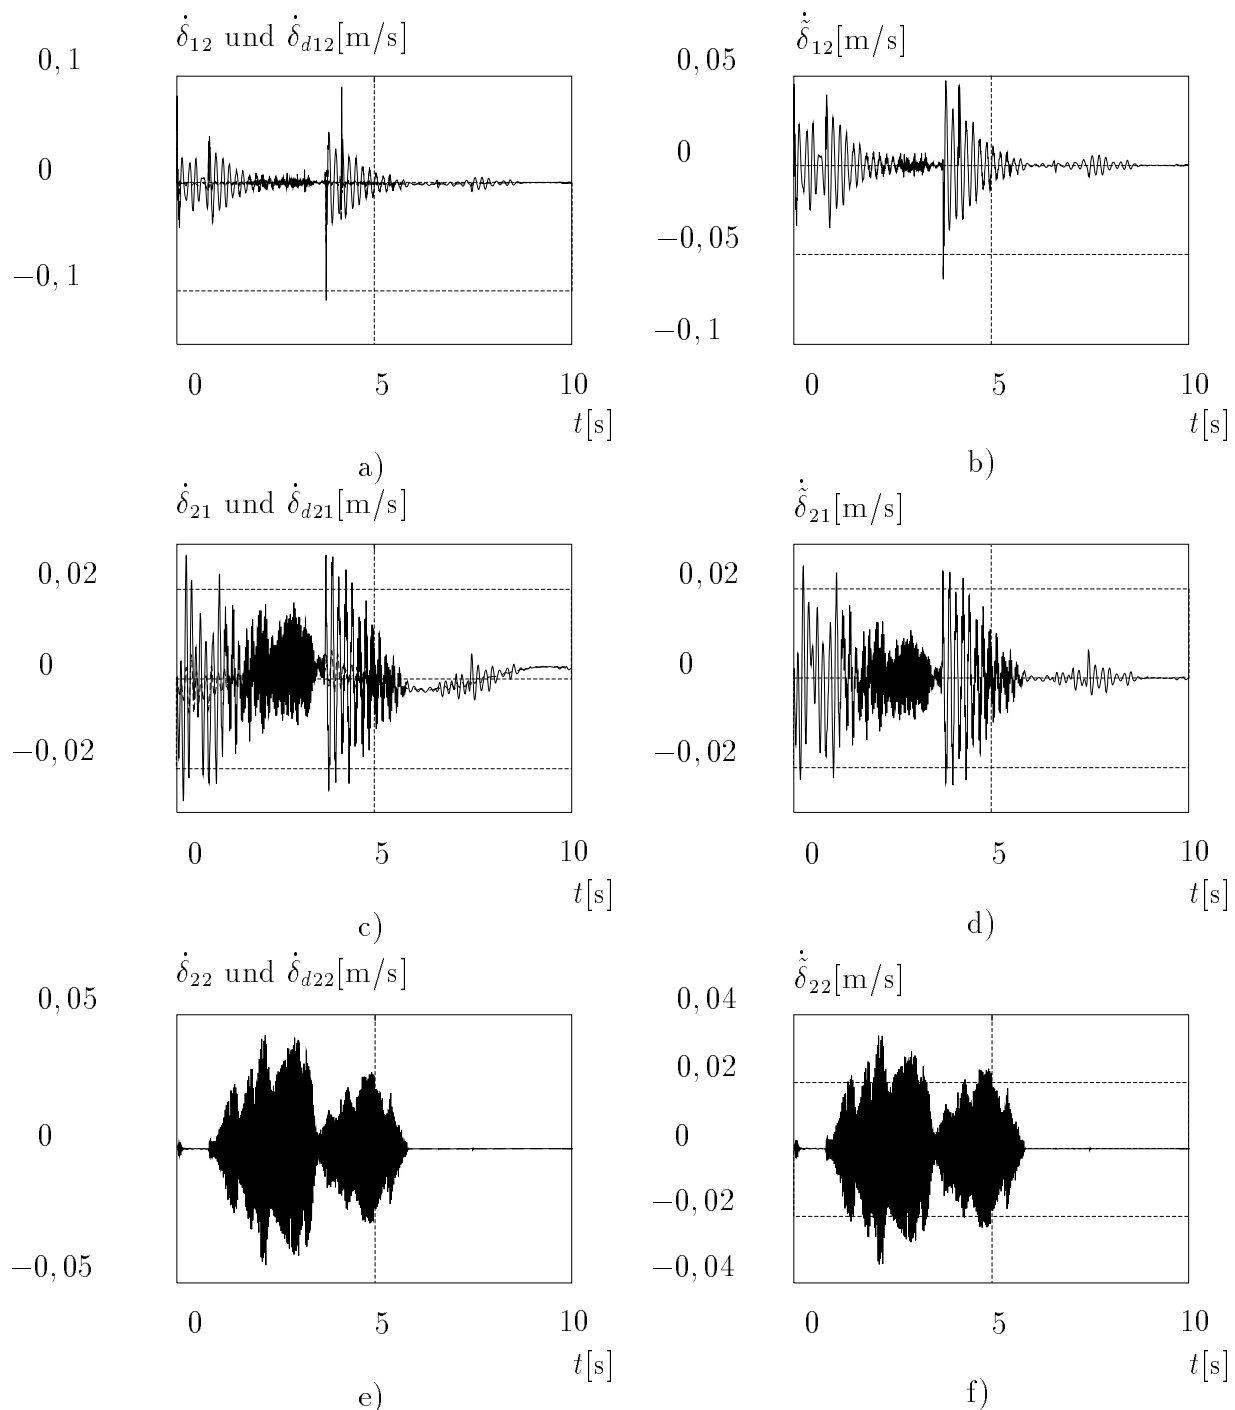 δ̇₁₂ und δ̇_d12[m/s]
0, 1
0
−0, 1
0 5 10
t[s]
a)
δ̃̇₁₂[m/s]
0, 05
0
−0, 05
−0, 1
0 5 10
t[s]
b)
δ̇₂₁ und δ̇_d21[m/s]
0, 02
0
−0, 02
0 5 10
t[s]
c)
δ̃̇₂₁[m/s]
0, 02
0
−0, 02
0 5 10
t[s]
d)
δ̇₂₂ und δ̇_d22[m/s]
0, 05
0
−0, 05
0 5 10
t[s]
e)
δ̃̇₂₂[m/s]
0, 04
0, 02
0
−0, 02
−0, 04
0 5 10
t[s]
f)